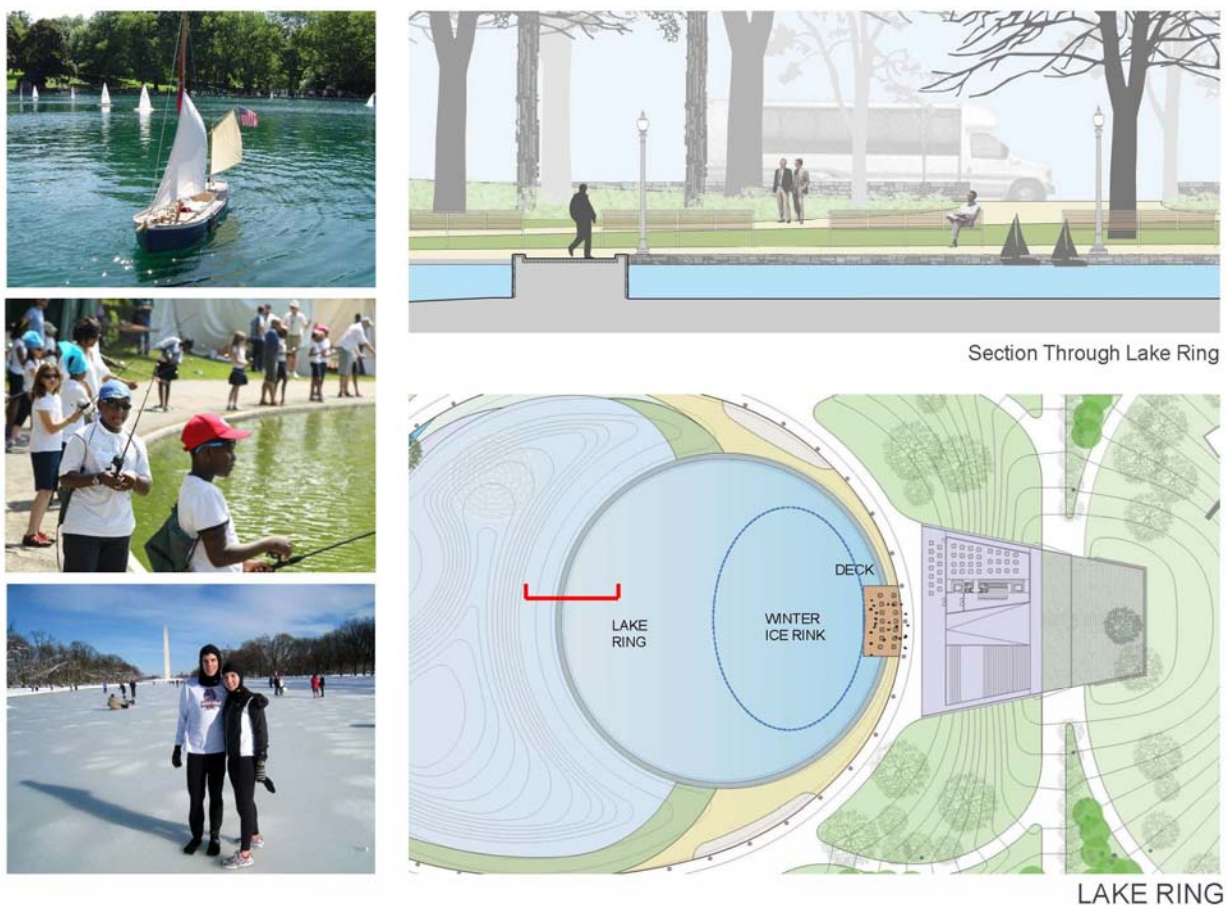 Section Through Lake Ring
DECK
LAKE
RING
WINTER
ICE RINK
LAKE RING